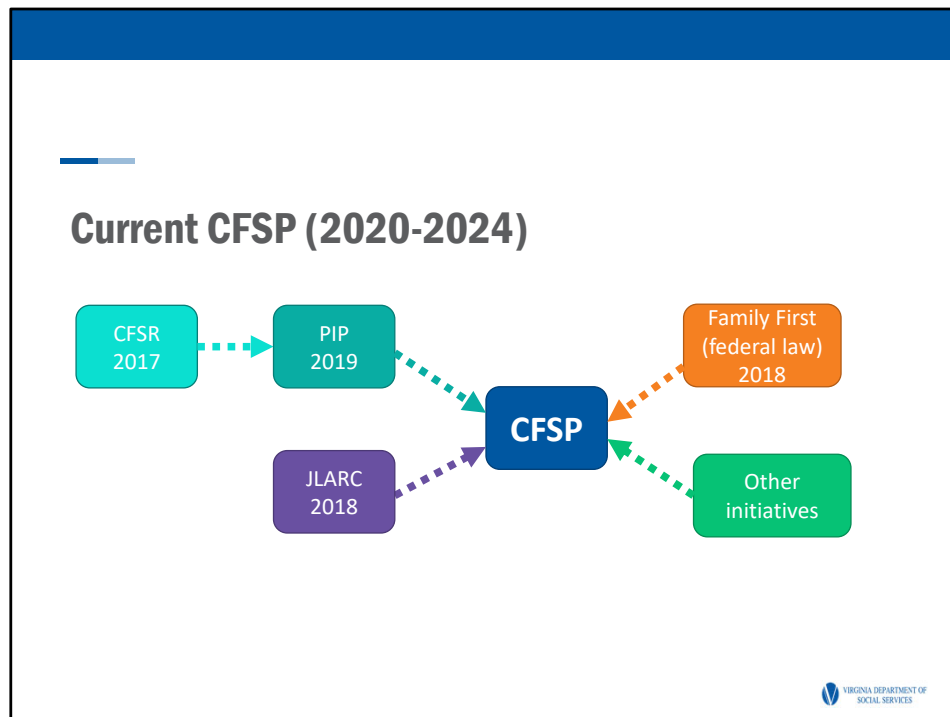 Current CFSP (2020-2024)
CFSR
2017
PIP
2019
Family First
(federal law)
2018
CFSP
JLARC
2018
Other
initiatives
VIRGINIA DEPARTMENT OF
SOCIAL SERVICES